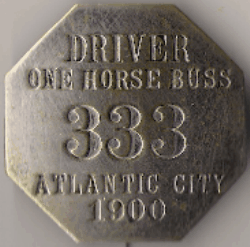 DRIVER
ONE HORSE BUSS
333
ATLANTIC CITY
1900